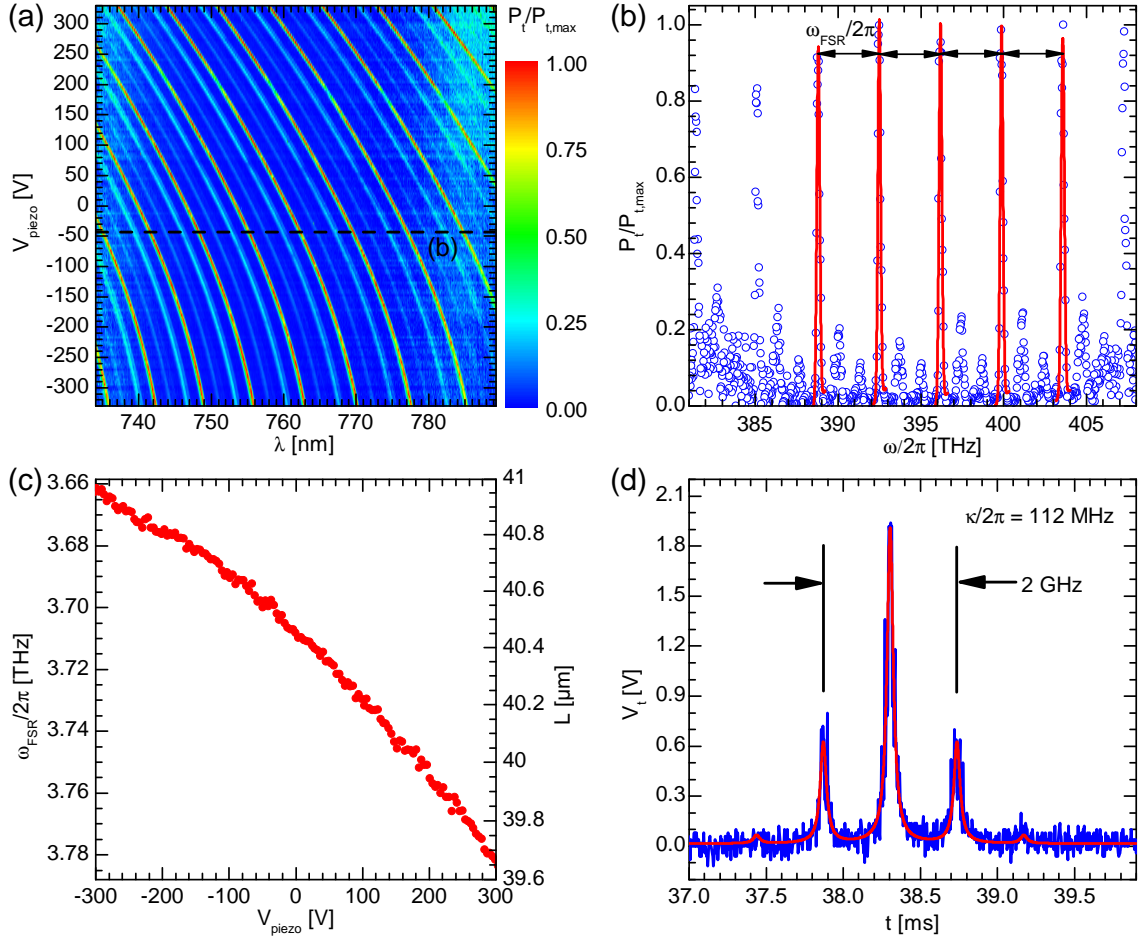 (a)
P_t/P_t,max
V_piezo [V]
300
250
200
150
100
50
0
-50
-100
-150
-200
-250
-300
740 750 760 770 780
λ [nm]
(b)
1.00
0.75
0.50
0.25
0.00
(b)
ω_FSR/2π
P_t/P_t,max
1.0
0.8
0.6
0.4
0.2
0.0
385 390 395 400 405
ω/2π [THz]
(c)
ω_FSR/2π [THz]
3.66
3.68
3.70
3.72
3.74
3.76
3.78
-300 -200 -100 0 100 200 300
V_piezo [V]
41
40.8
40.6
40.4
40.2
40
39.8
39.6
L [μm]
(d)
κ/2π = 112 MHz
2 GHz
V_t [V]
2.1
1.8
1.5
1.2
0.9
0.6
0.3
0.0
37.0 37.5 38.0 38.5 39.0 39.5
t [ms]